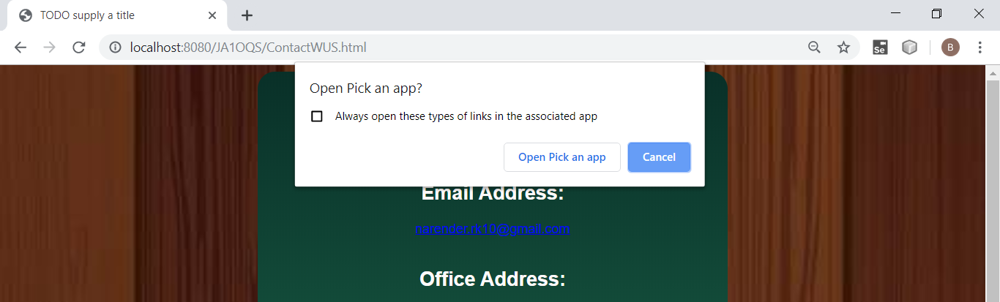 TODO supply a title
localhost:8080/JA1OQS/ContactWUS.html
Se
B
Open Pick an app?
Always open these types of links in the associated app
Open Pick an app
Cancel
Email Address:
narender.rk10@gmail.com
Office Address: